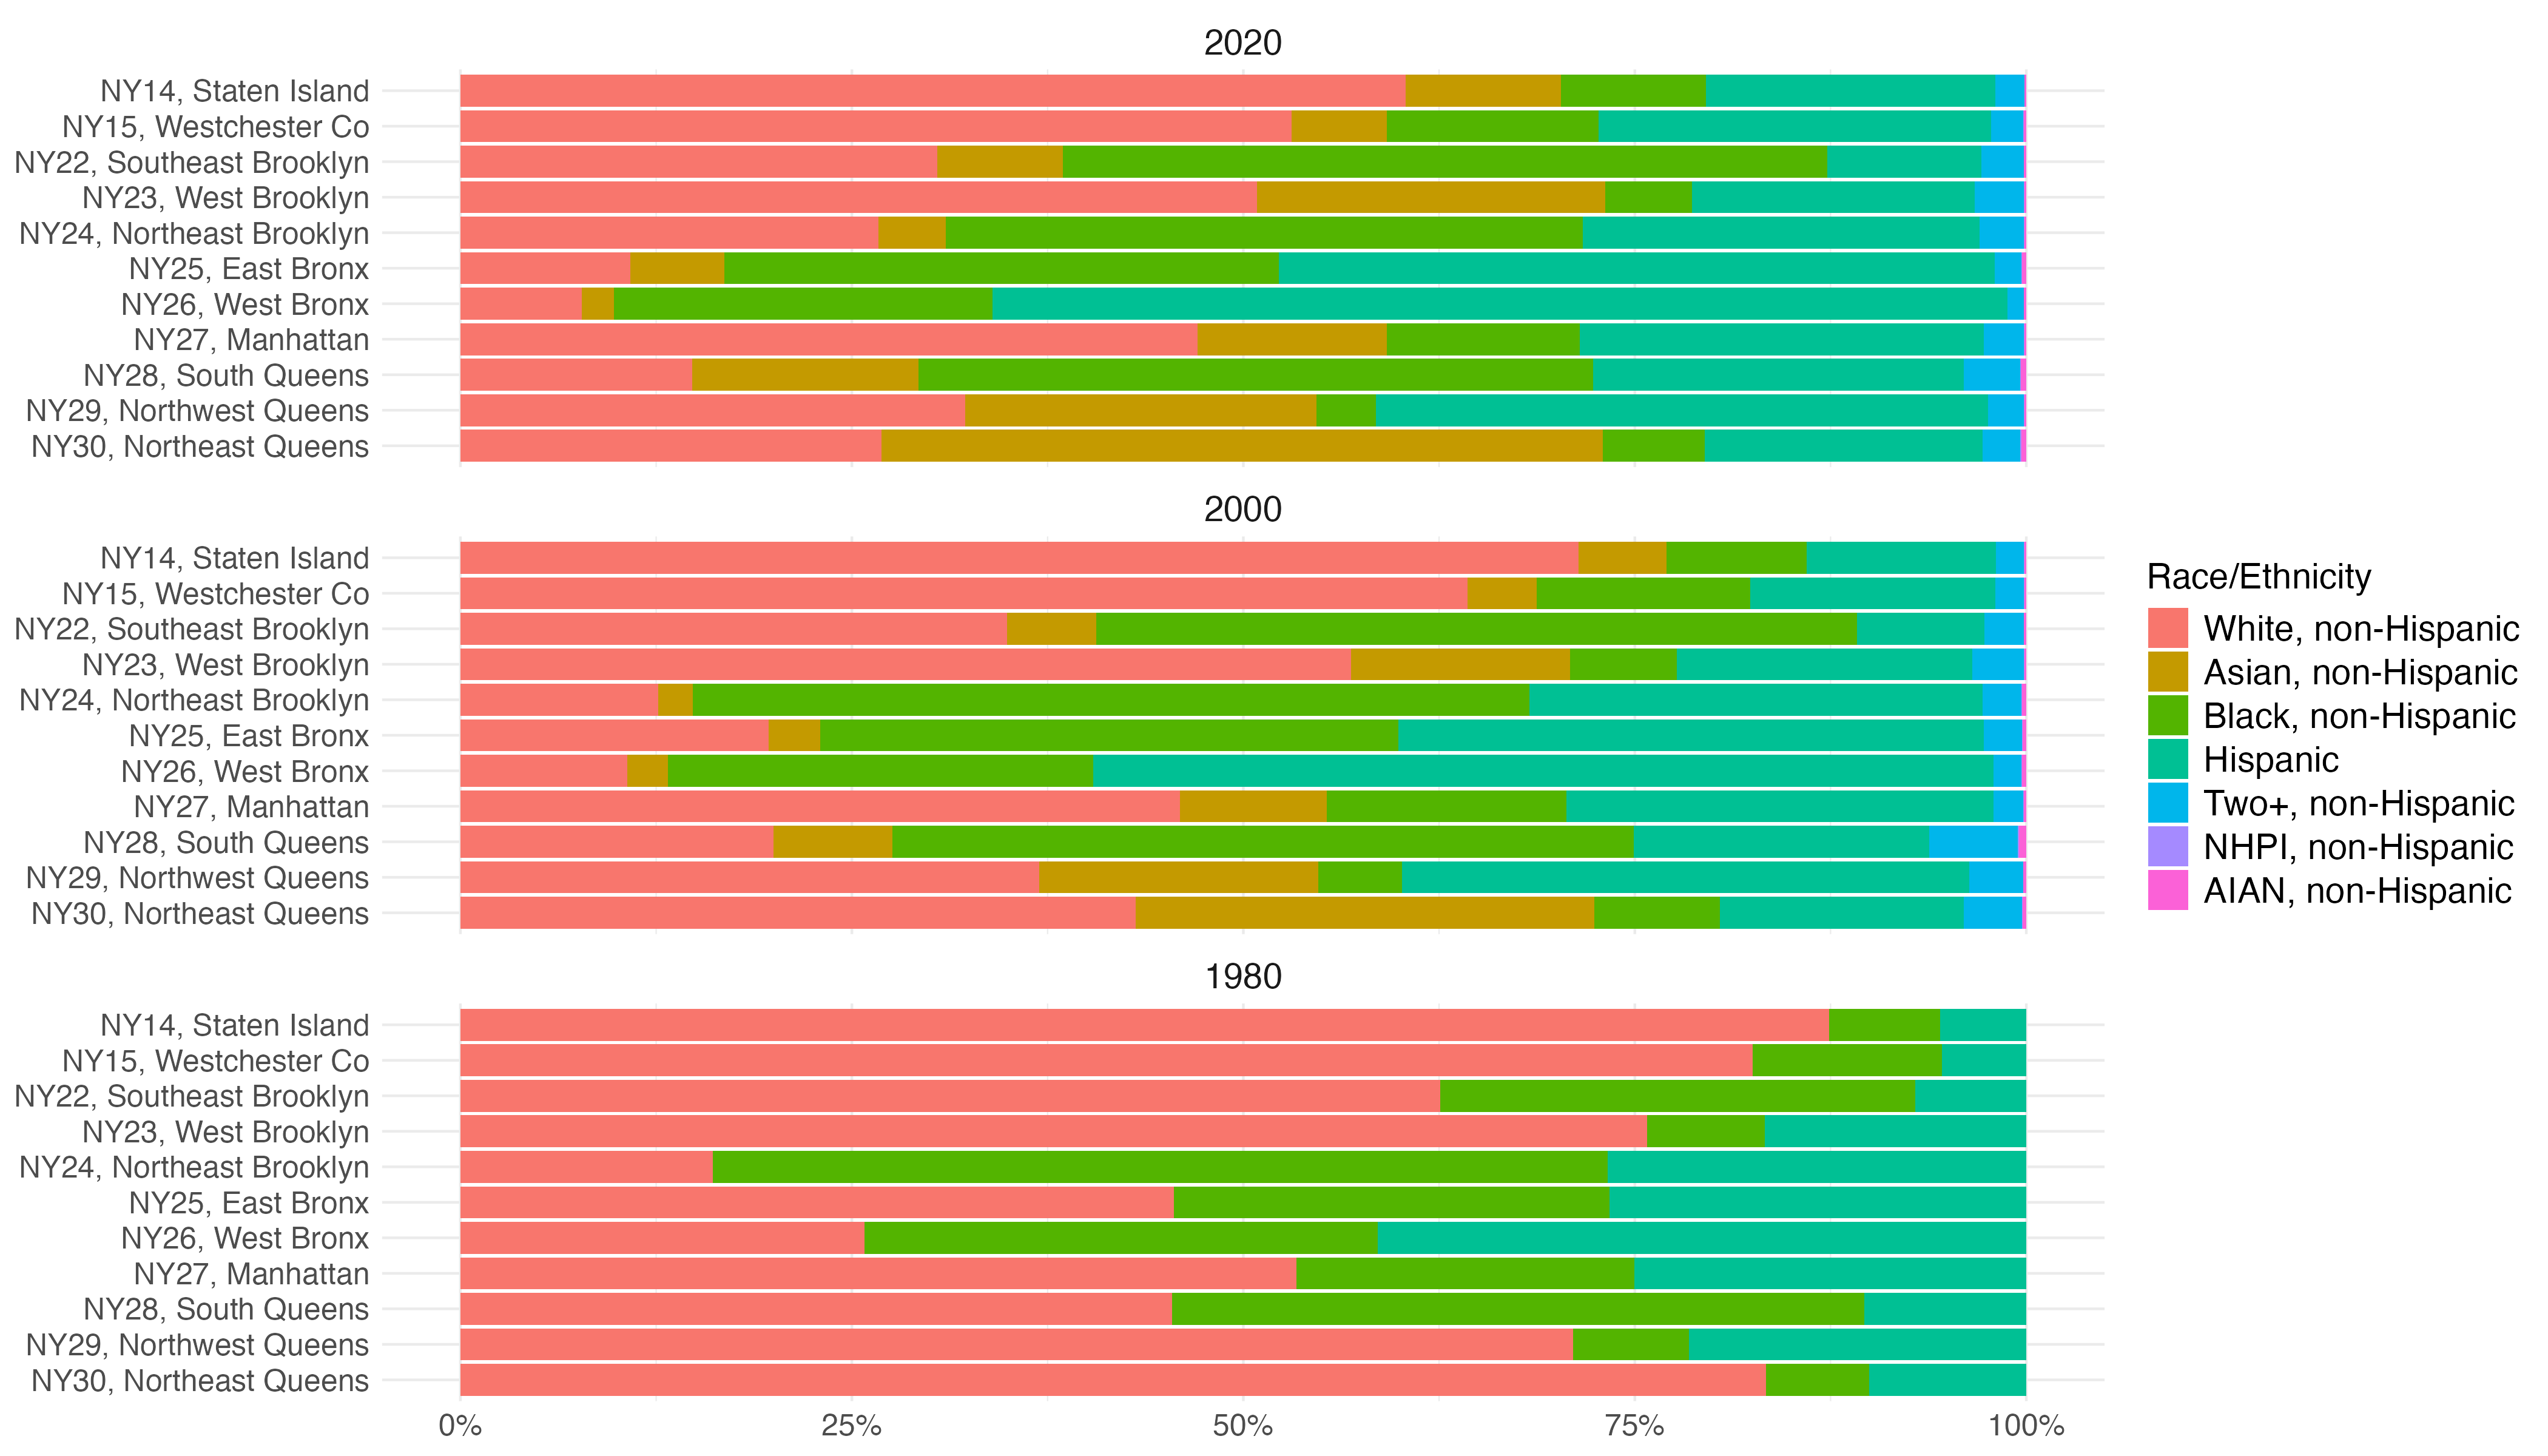 2020
NY14, Staten Island
NY15, Westchester Co
NY22, Southeast Brooklyn
NY23, West Brooklyn
NY24, Northeast Brooklyn
NY25, East Bronx
NY26, West Bronx
NY27, Manhattan
NY28, South Queens
NY29, Northwest Queens
NY30, Northeast Queens
2000
NY14, Staten Island
NY15, Westchester Co
NY22, Southeast Brooklyn
NY23, West Brooklyn
NY24, Northeast Brooklyn
NY25, East Bronx
NY26, West Bronx
NY27, Manhattan
NY28, South Queens
NY29, Northwest Queens
NY30, Northeast Queens
1980
NY14, Staten Island
NY15, Westchester Co
NY22, Southeast Brooklyn
NY23, West Brooklyn
NY24, Northeast Brooklyn
NY25, East Bronx
NY26, West Bronx
NY27, Manhattan
NY28, South Queens
NY29, Northwest Queens
NY30, Northeast Queens
0% 25% 50% 75% 100%
Race/Ethnicity
White, non-Hispanic
Asian, non-Hispanic
Black, non-Hispanic
Hispanic
Two+, non-Hispanic
NHPI, non-Hispanic
AIAN, non-Hispanic